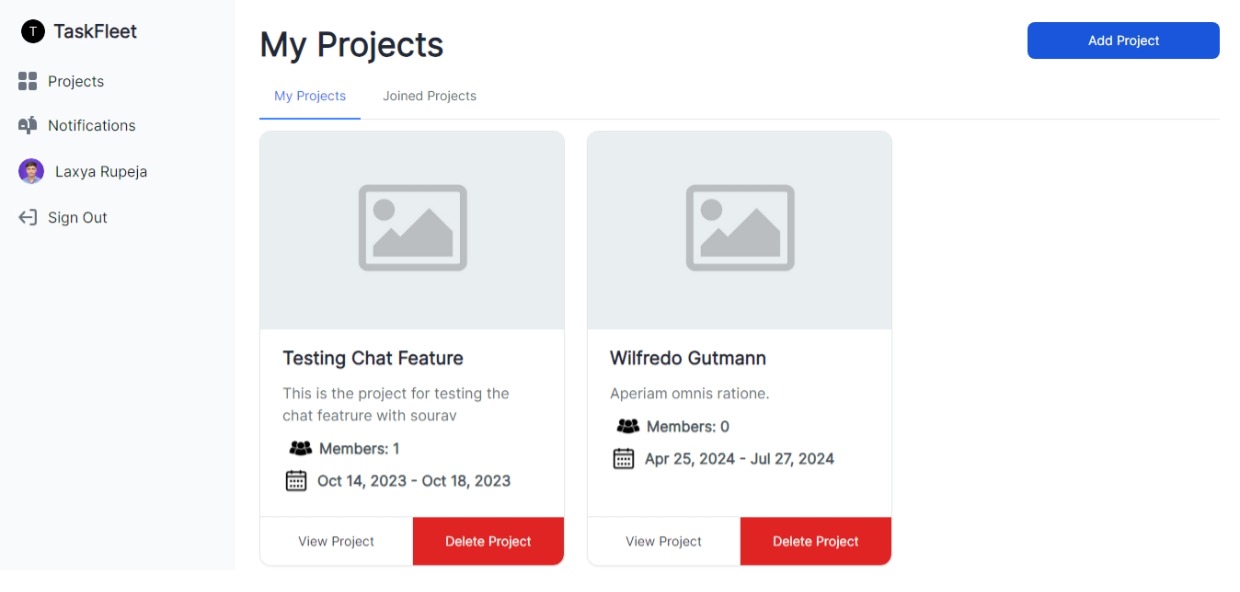 T TaskFleet
Projects
Notifications
Laxya Rupeja
Sign Out
My Projects
Add Project
My Projects Joined Projects
Testing Chat Feature
This is the project for testing the
chat featrure with sourav
Members: 1
Oct 14, 2023 - Oct 18, 2023
View Project Delete Project
Wilfredo Gutmann
Aperiam omnis ratione.
Members: 0
Apr 25, 2024 - Jul 27, 2024
View Project Delete Project